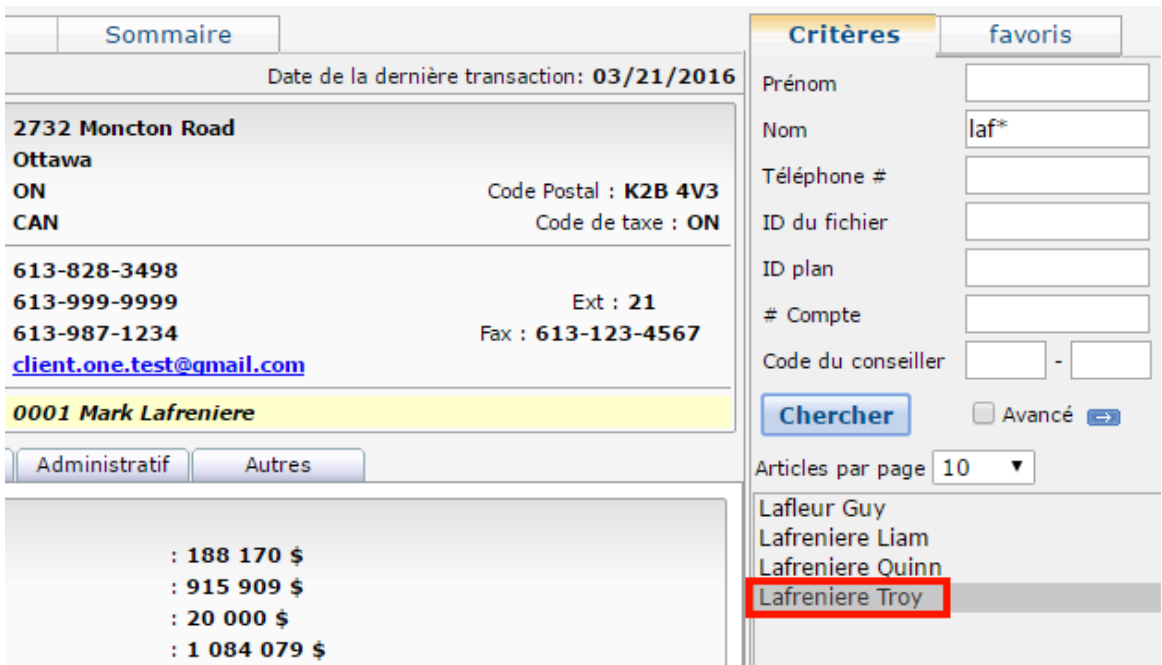 Sommaire
Date de la dernière transaction: 03/21/2016
2732 Moncton Road
Ottawa
ON Code Postal : K2B 4V3
CAN Code de taxe : ON
613-828-3498
613-999-9999 Ext : 21
613-987-1234 Fax : 613-123-4567
client.one.test@gmail.com
0001 Mark Lafreniere
Administratif Autres
: 188 170 $
: 915 909 $
: 20 000 $
: 1 084 079 $
Critères favoris
Prénom
Nom laf*
Téléphone #
ID du fichier
ID plan
# Compte
Code du conseiller -
Chercher Avancé
Articles par page 10
Lafleur Guy
Lafreniere Liam
Lafreniere Quinn
Lafreniere Troy